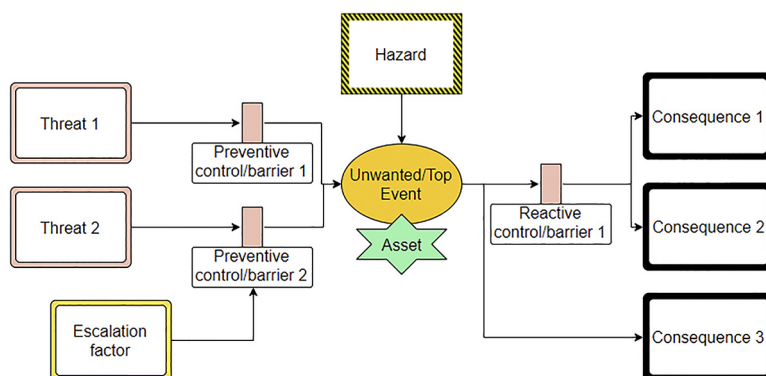 Hazard
Threat 1
Preventive
control/barrier 1
Unwanted/Top
Event
Consequence 1
Threat 2
Preventive
control/barrier 2
Asset
Reactive
control/barrier 1
Consequence 2
Escalation
factor
Consequence 3